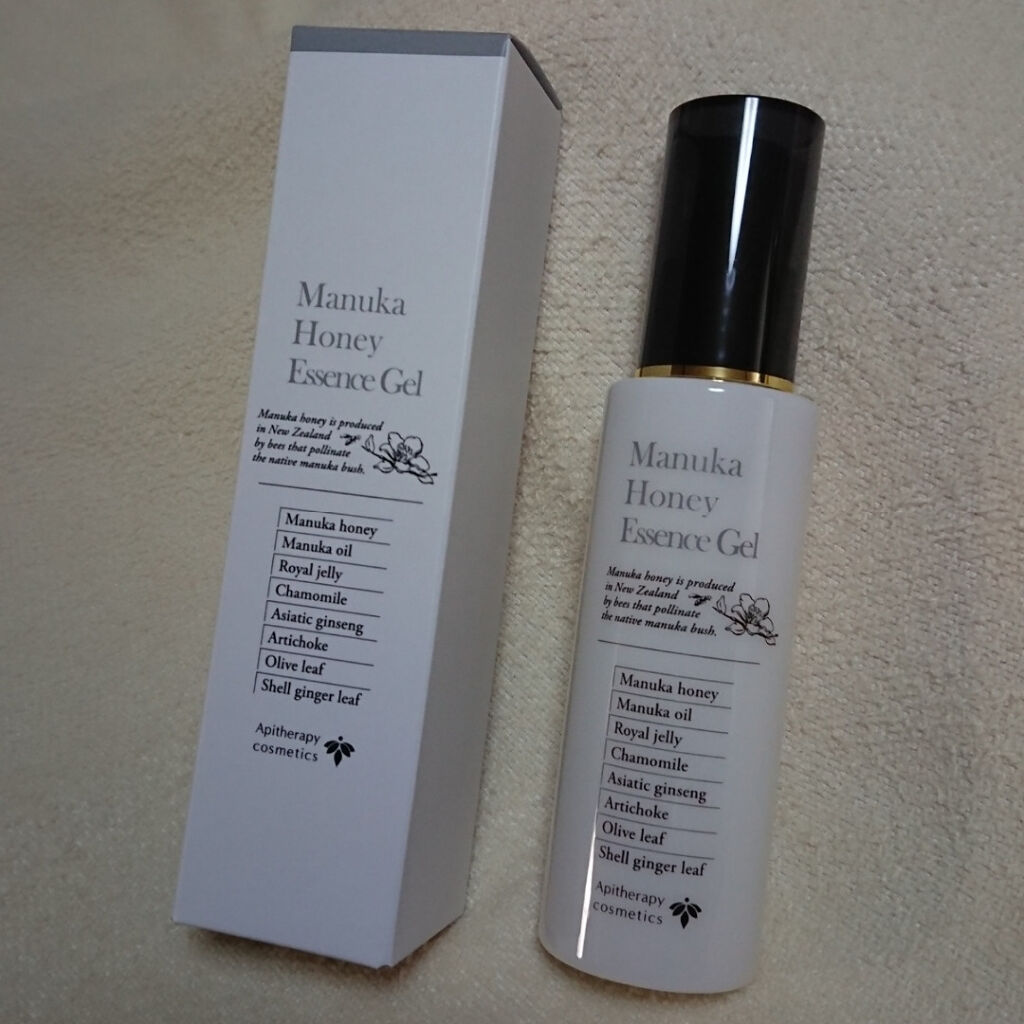 Manuka
Honey
Essence Gel
Manuka honey is produced
in New Zealand
by bees that pollinate
the native manuka bush.
Manuka honey
Manuka oil
Royal jelly
Chamomile
Asiatic ginseng
Artichoke
Olive leaf
Shell ginger leaf
Apitherapy
cosmetics
Manuka
Honey
Essence Gel
Manuka honey is produced
in New Zealand
by bees that pollinate
the native manuka bush.
Manuka honey
Manuka oil
Royal jelly
Chamomile
Asiatic ginseng
Artichoke
Olive leaf
Shell ginger leaf
Apitherapy
cosmetics